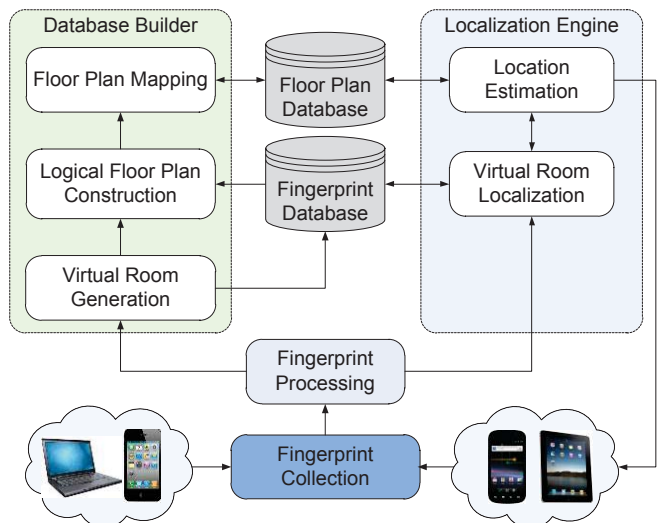 Database Builder
Localization Engine
Floor Plan Mapping
Floor Plan
Database
Location
Estimation
Logical Floor Plan
Construction
Fingerprint
Database
Virtual Room
Localization
Virtual Room
Generation
Fingerprint
Processing
Fingerprint
Collection